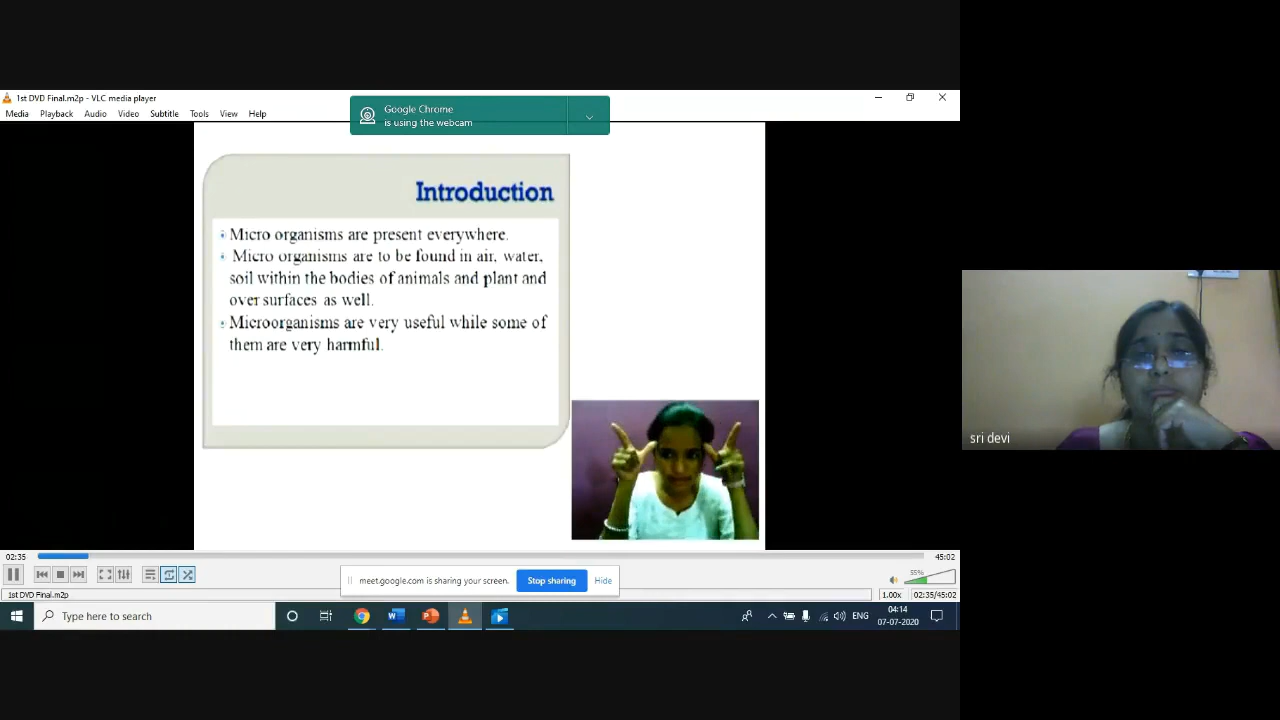 1st DVD Final.m2p - VLC media player
Media Playback Audio Video Subtitle Tools View Help
Google Chrome
is using the webcam
Introduction
Micro organisms are present everywhere.
Micro organisms are to be found in air, water,
soil within the bodies of animals and plant and
over surfaces as well.
Microorganisms are very useful while some of
them are very harmful.
sri devi
02:35
45:02
meet.google.com is sharing your screen.
Stop sharing
Hide
55%
1st DVD Final.m2p
1.00x
02:35/45:02
Type here to search
ENG
04:14
07-07-2020